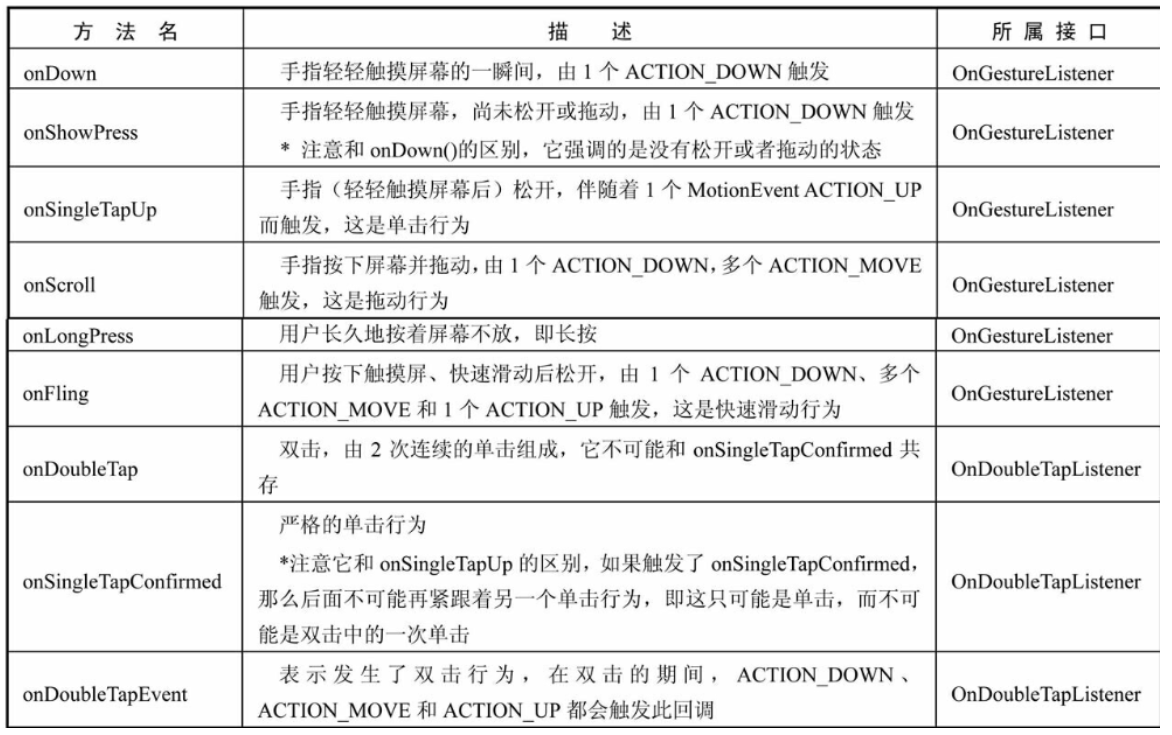 方 法 名 描 述 所 属 接 口
onDown 手指轻轻触摸屏幕的一瞬间，由 1 个 ACTION_DOWN 触发 OnGestureListener
onShowPress 手指轻轻触摸屏幕，尚未松开或拖动，由 1 个 ACTION_DOWN 触发
* 注意和 onDown()的区别，它强调的是没有松开或者拖动的状态 OnGestureListener
onSingleTapUp 手指（轻轻触摸屏幕后）松开，伴随着 1 个 MotionEvent ACTION_UP
而触发，这是单击行为 OnGestureListener
onScroll 手指按下屏幕并拖动，由 1 个 ACTION_DOWN，多个 ACTION_MOVE
触发，这是拖动行为 OnGestureListener
onLongPress 用户长久地按着屏幕不放，即长按 OnGestureListener
onFling 用户按下触摸屏、快速滑动后松开，由 1 个 ACTION_DOWN、多个
ACTION_MOVE 和 1 个 ACTION_UP 触发，这是快速滑动行为 OnGestureListener
onDoubleTap 双击，由 2 次连续的单击组成，它不可能和 onSingleTapConfirmed 共
存 OnDoubleTapListener
onSingleTapConfirmed 严格的单击行为
*注意它和 onSingleTapUp 的区别，如果触发了 onSingleTapConfirmed，
那么后面不可能再紧跟着另一个单击行为，即这只可能是单击，而不可
能是双击中的一次单击 OnDoubleTapListener
onDoubleTapEvent 表示发生了双击行为，在双击的期间，ACTION_DOWN、
ACTION_MOVE 和 ACTION_UP 都会触发此回调 OnDoubleTapListener